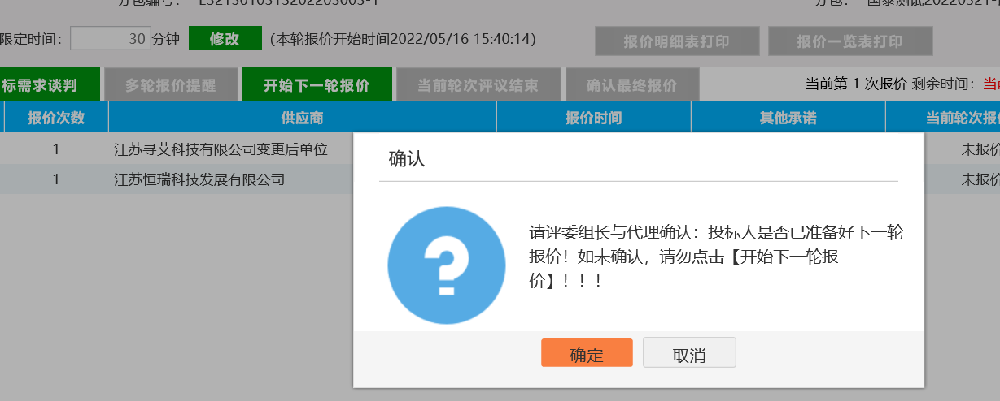 分包编号：
分包：
限定时间： 30 分钟 修改 （本轮报价开始时间2022/05/16 15:40:14） 报价明细表打印 报价一览表打印
标需求谈判 多轮报价提醒 开始下一轮报价 当前轮次评议结束 确认最终报价 当前第 1 次报价 剩余时间：当
报价次数 供应商 报价时间 其他承诺 当前轮次报价
1 江苏寻艾科技有限公司变更后单位 未报价
1 江苏恒瑞科技发展有限公司 未报价
确认
请评委组长与代理确认：投标人是否已准备好下一轮
报价！如未确认，请勿点击【开始下一轮报
价】！！！
确定 取消